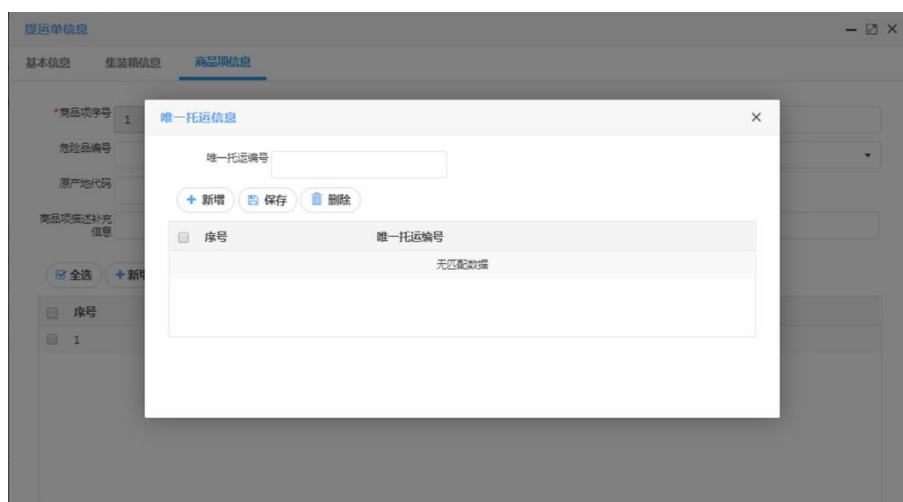 提运单信息
基本信息 集装箱信息 商品项信息
*商品项序号 1
危险品编号
原产地代码
商品项描述补充
信息
全选 新增
序号
1
唯一托运信息
唯一托运编号
新增 保存 删除
序号 唯一托运编号
无匹配数据